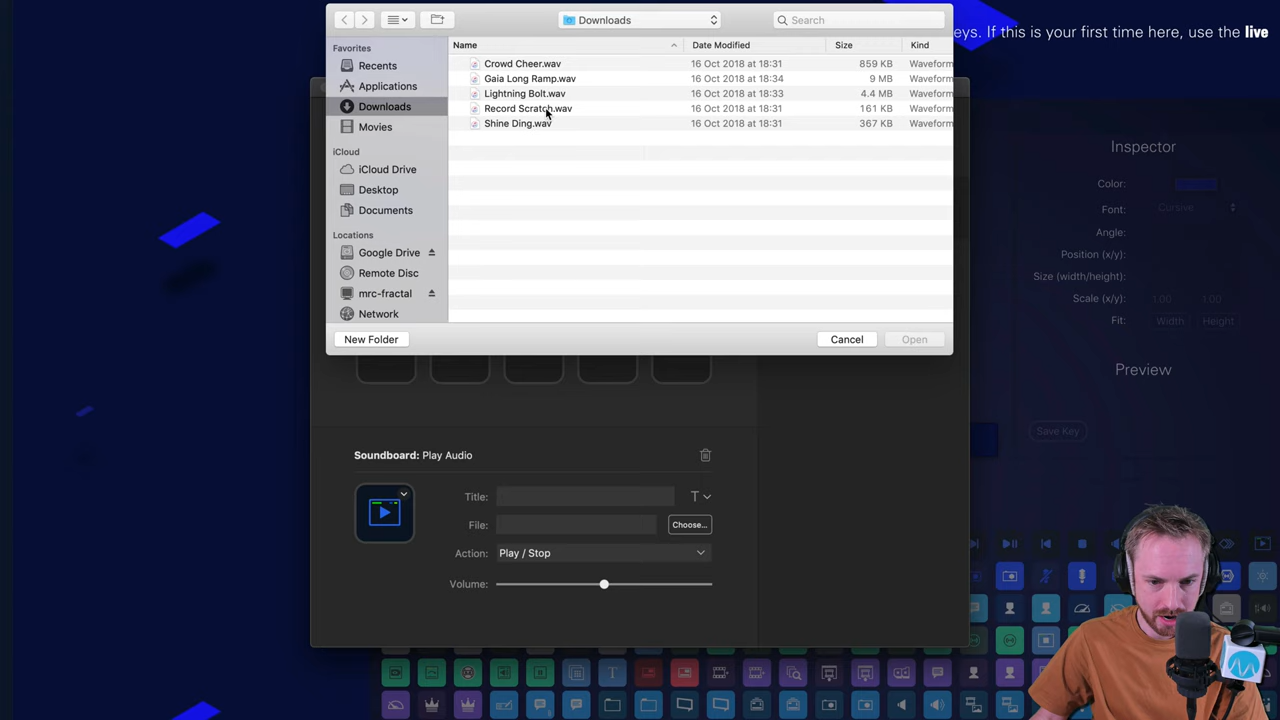 Downloads
Search
eys. If this is your first time here, use the live
Favorites
Recents
Applications
Downloads
Movies
iCloud
iCloud Drive
Desktop
Documents
Locations
Google Drive
Remote Disc
mrc-fractal
Network
Name Date Modified Size Kind
Crowd Cheer.wav 16 Oct 2018 at 18:31 859 KB Waveform
Gaia Long Ramp.wav 16 Oct 2018 at 18:34 9 MB Waveform
Lightning Bolt.wav 16 Oct 2018 at 18:33 4.4 MB Waveform
Record Scratch.wav 16 Oct 2018 at 18:31 161 KB Waveform
Shine Ding.wav 16 Oct 2018 at 18:31 367 KB Waveform
New Folder
Cancel
Open
Inspector
Color:
Font: Cursive
Angle:
Position (x/y):
Size (width/height):
Scale (x/y): 1.00 1.00
Fit: Width Height
Preview
Save Key
Soundboard: Play Audio
Title:
T
File:
Choose...
Action: Play / Stop
Volume: